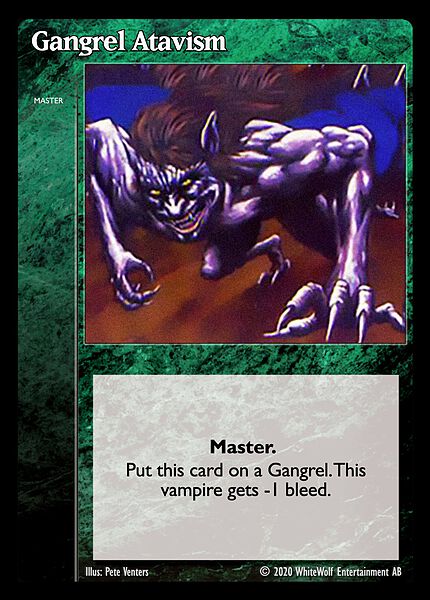 Gangrel Atavism
MASTER
Master.
Put this card on a Gangrel. This
vampire gets -1 bleed.
Illus: Pete Venters
© 2020 WhiteWolf Entertainment AB